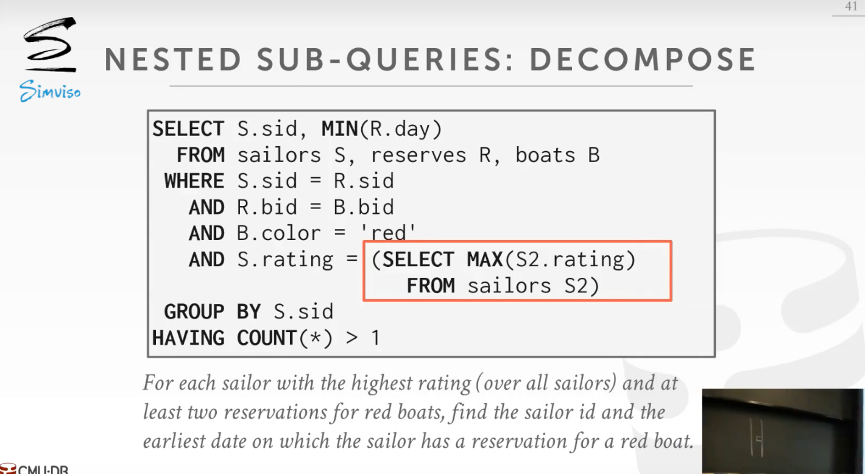 41
Simviso
NESTED SUB-QUERIES: DECOMPOSE
SELECT S.sid, MIN(R.day)
FROM sailors S, reserves R, boats B
WHERE S.sid = R.sid
AND R.bid = B.bid
AND B.color = 'red'
AND S.rating = (SELECT MAX(S2.rating)
FROM sailors S2)
GROUP BY S.sid
HAVING COUNT(*) > 1
For each sailor with the highest rating (over all sailors) and at
least two reservations for red boats, find the sailor id and the
earliest date on which the sailor has a reservation for a red boat.
CMU·DB